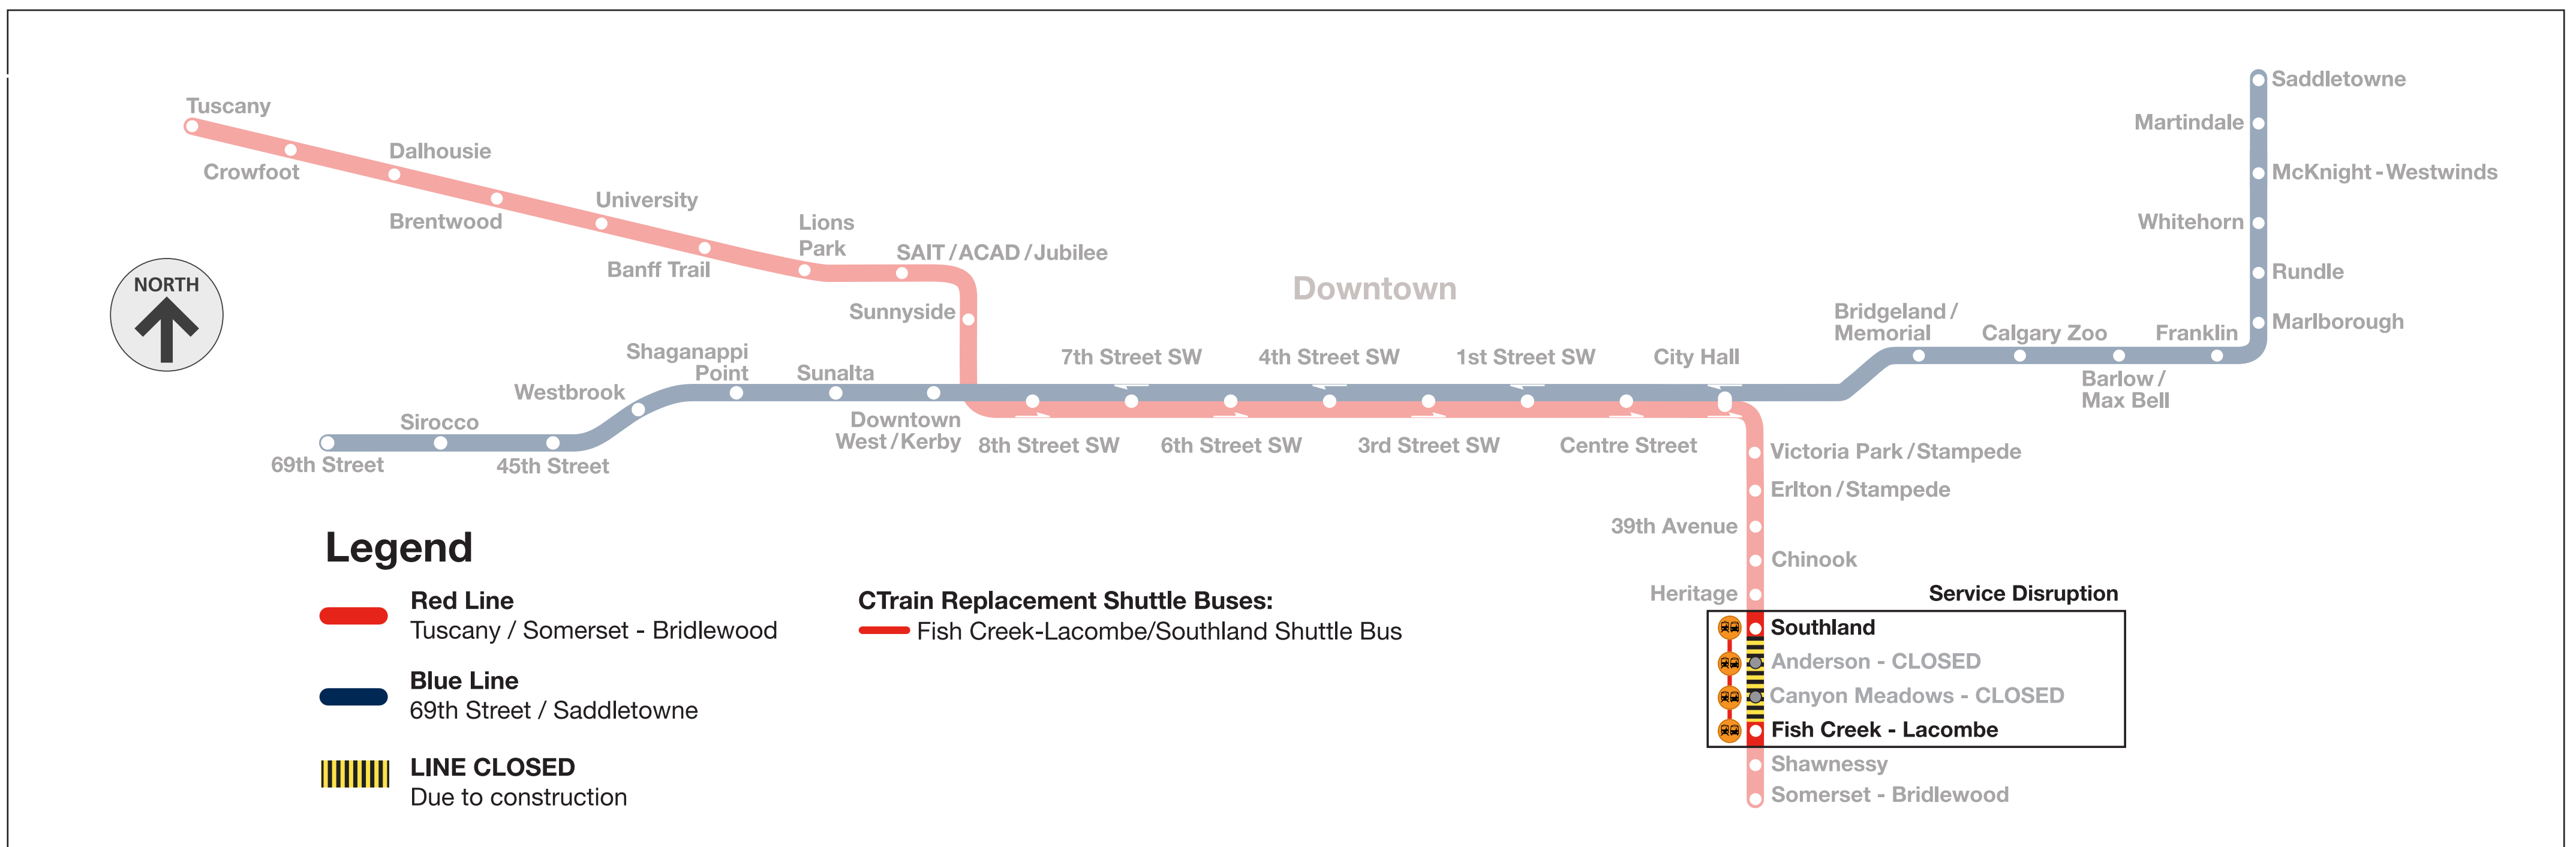 Tuscany
Crowfoot
Dalhousie
Brentwood
University
Banff Trail
Lions
Park
SAIT / ACAD / Jubilee
Sunnyside
NORTH
Downtown
Saddletowne
Martindale
McKnight - Westwinds
Whitehorn
Rundle
Marlborough
Franklin
Barlow /
Max Bell
Calgary Zoo
Bridgeland /
Memorial
69th Street
Sirocco
45th Street
Westbrook
Shaganappi
Point
Sunalta
Downtown
West / Kerby
8th Street SW
7th Street SW
6th Street SW
4th Street SW
3rd Street SW
1st Street SW
Centre Street
City Hall
Victoria Park / Stampede
Erlton / Stampede
39th Avenue
Chinook
Heritage
Service Disruption
Southland
Anderson - CLOSED
Canyon Meadows - CLOSED
Fish Creek - Lacombe
Shawnessy
Somerset - Bridlewood
Legend
Red Line
Tuscany / Somerset - Bridlewood
Blue Line
69th Street / Saddletowne
LINE CLOSED
Due to construction
CTrain Replacement Shuttle Buses:
Fish Creek-Lacombe/Southland Shuttle Bus